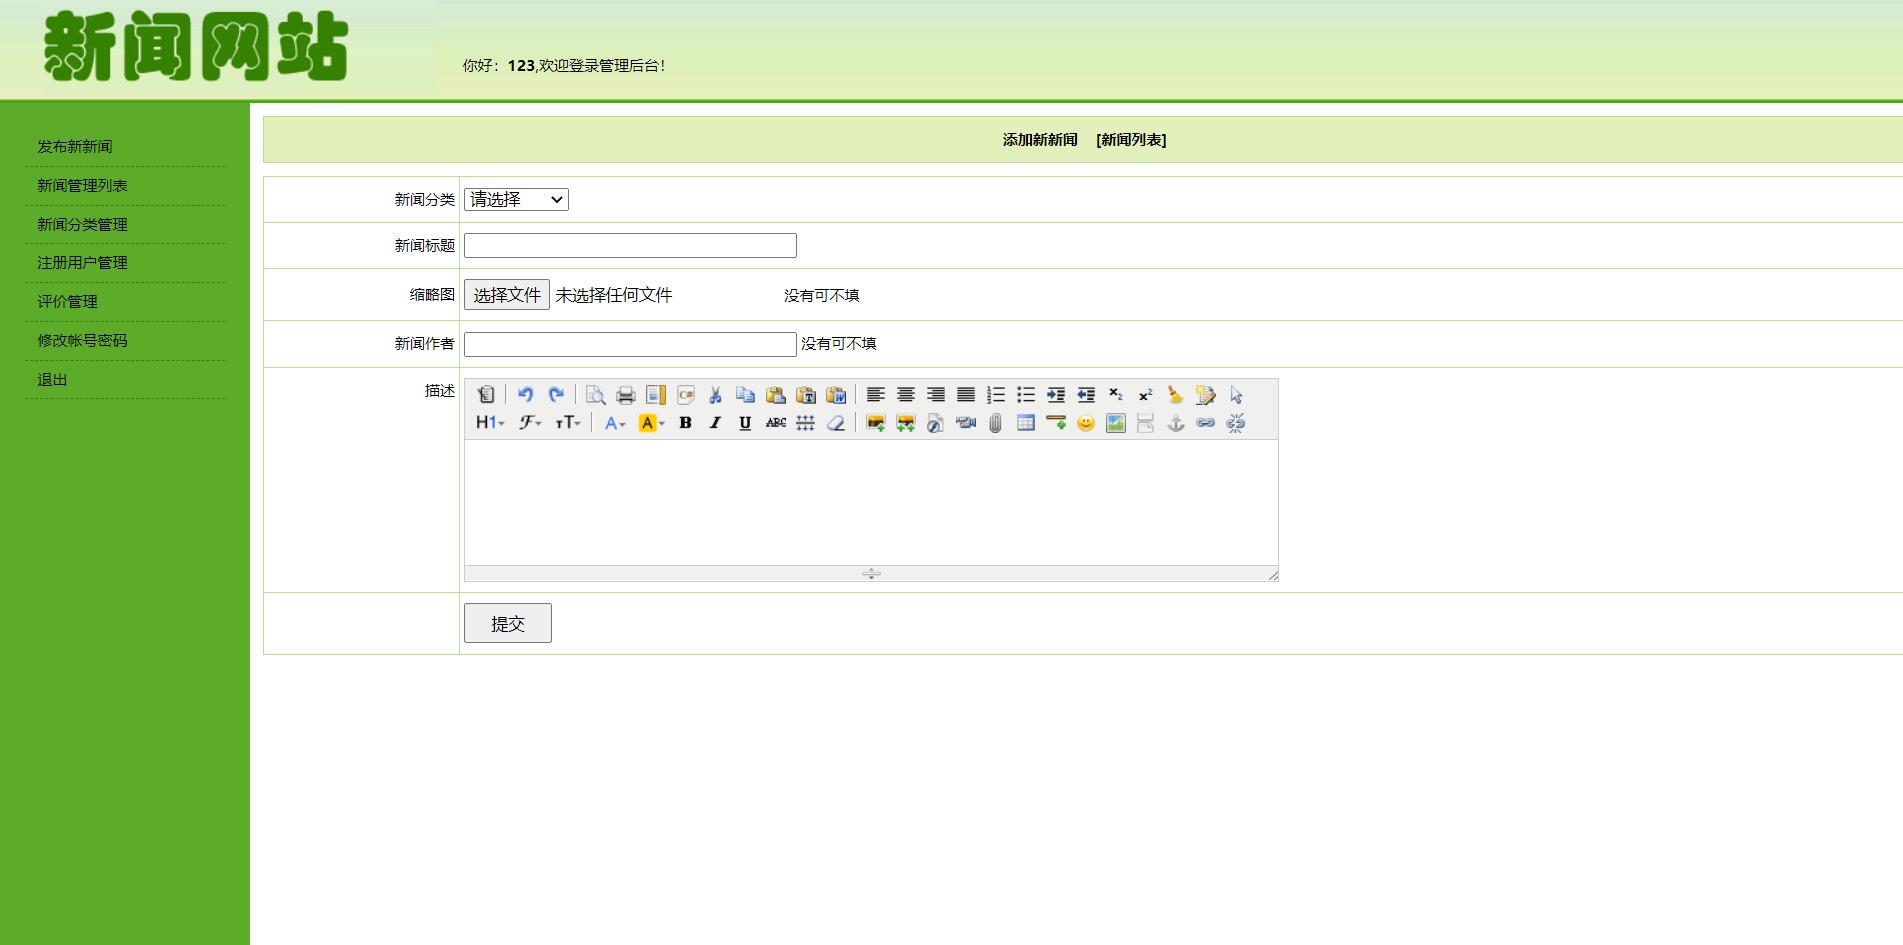 新闻网站
你好：123,欢迎登录管理后台！
发布新新闻
新闻管理列表
新闻分类管理
注册用户管理
评价管理
修改帐号密码
退出
添加新新闻 [新闻列表]
新闻分类 请选择
新闻标题
缩略图 选择文件 未选择任何文件 没有可不填
新闻作者 没有可不填
描述
提交